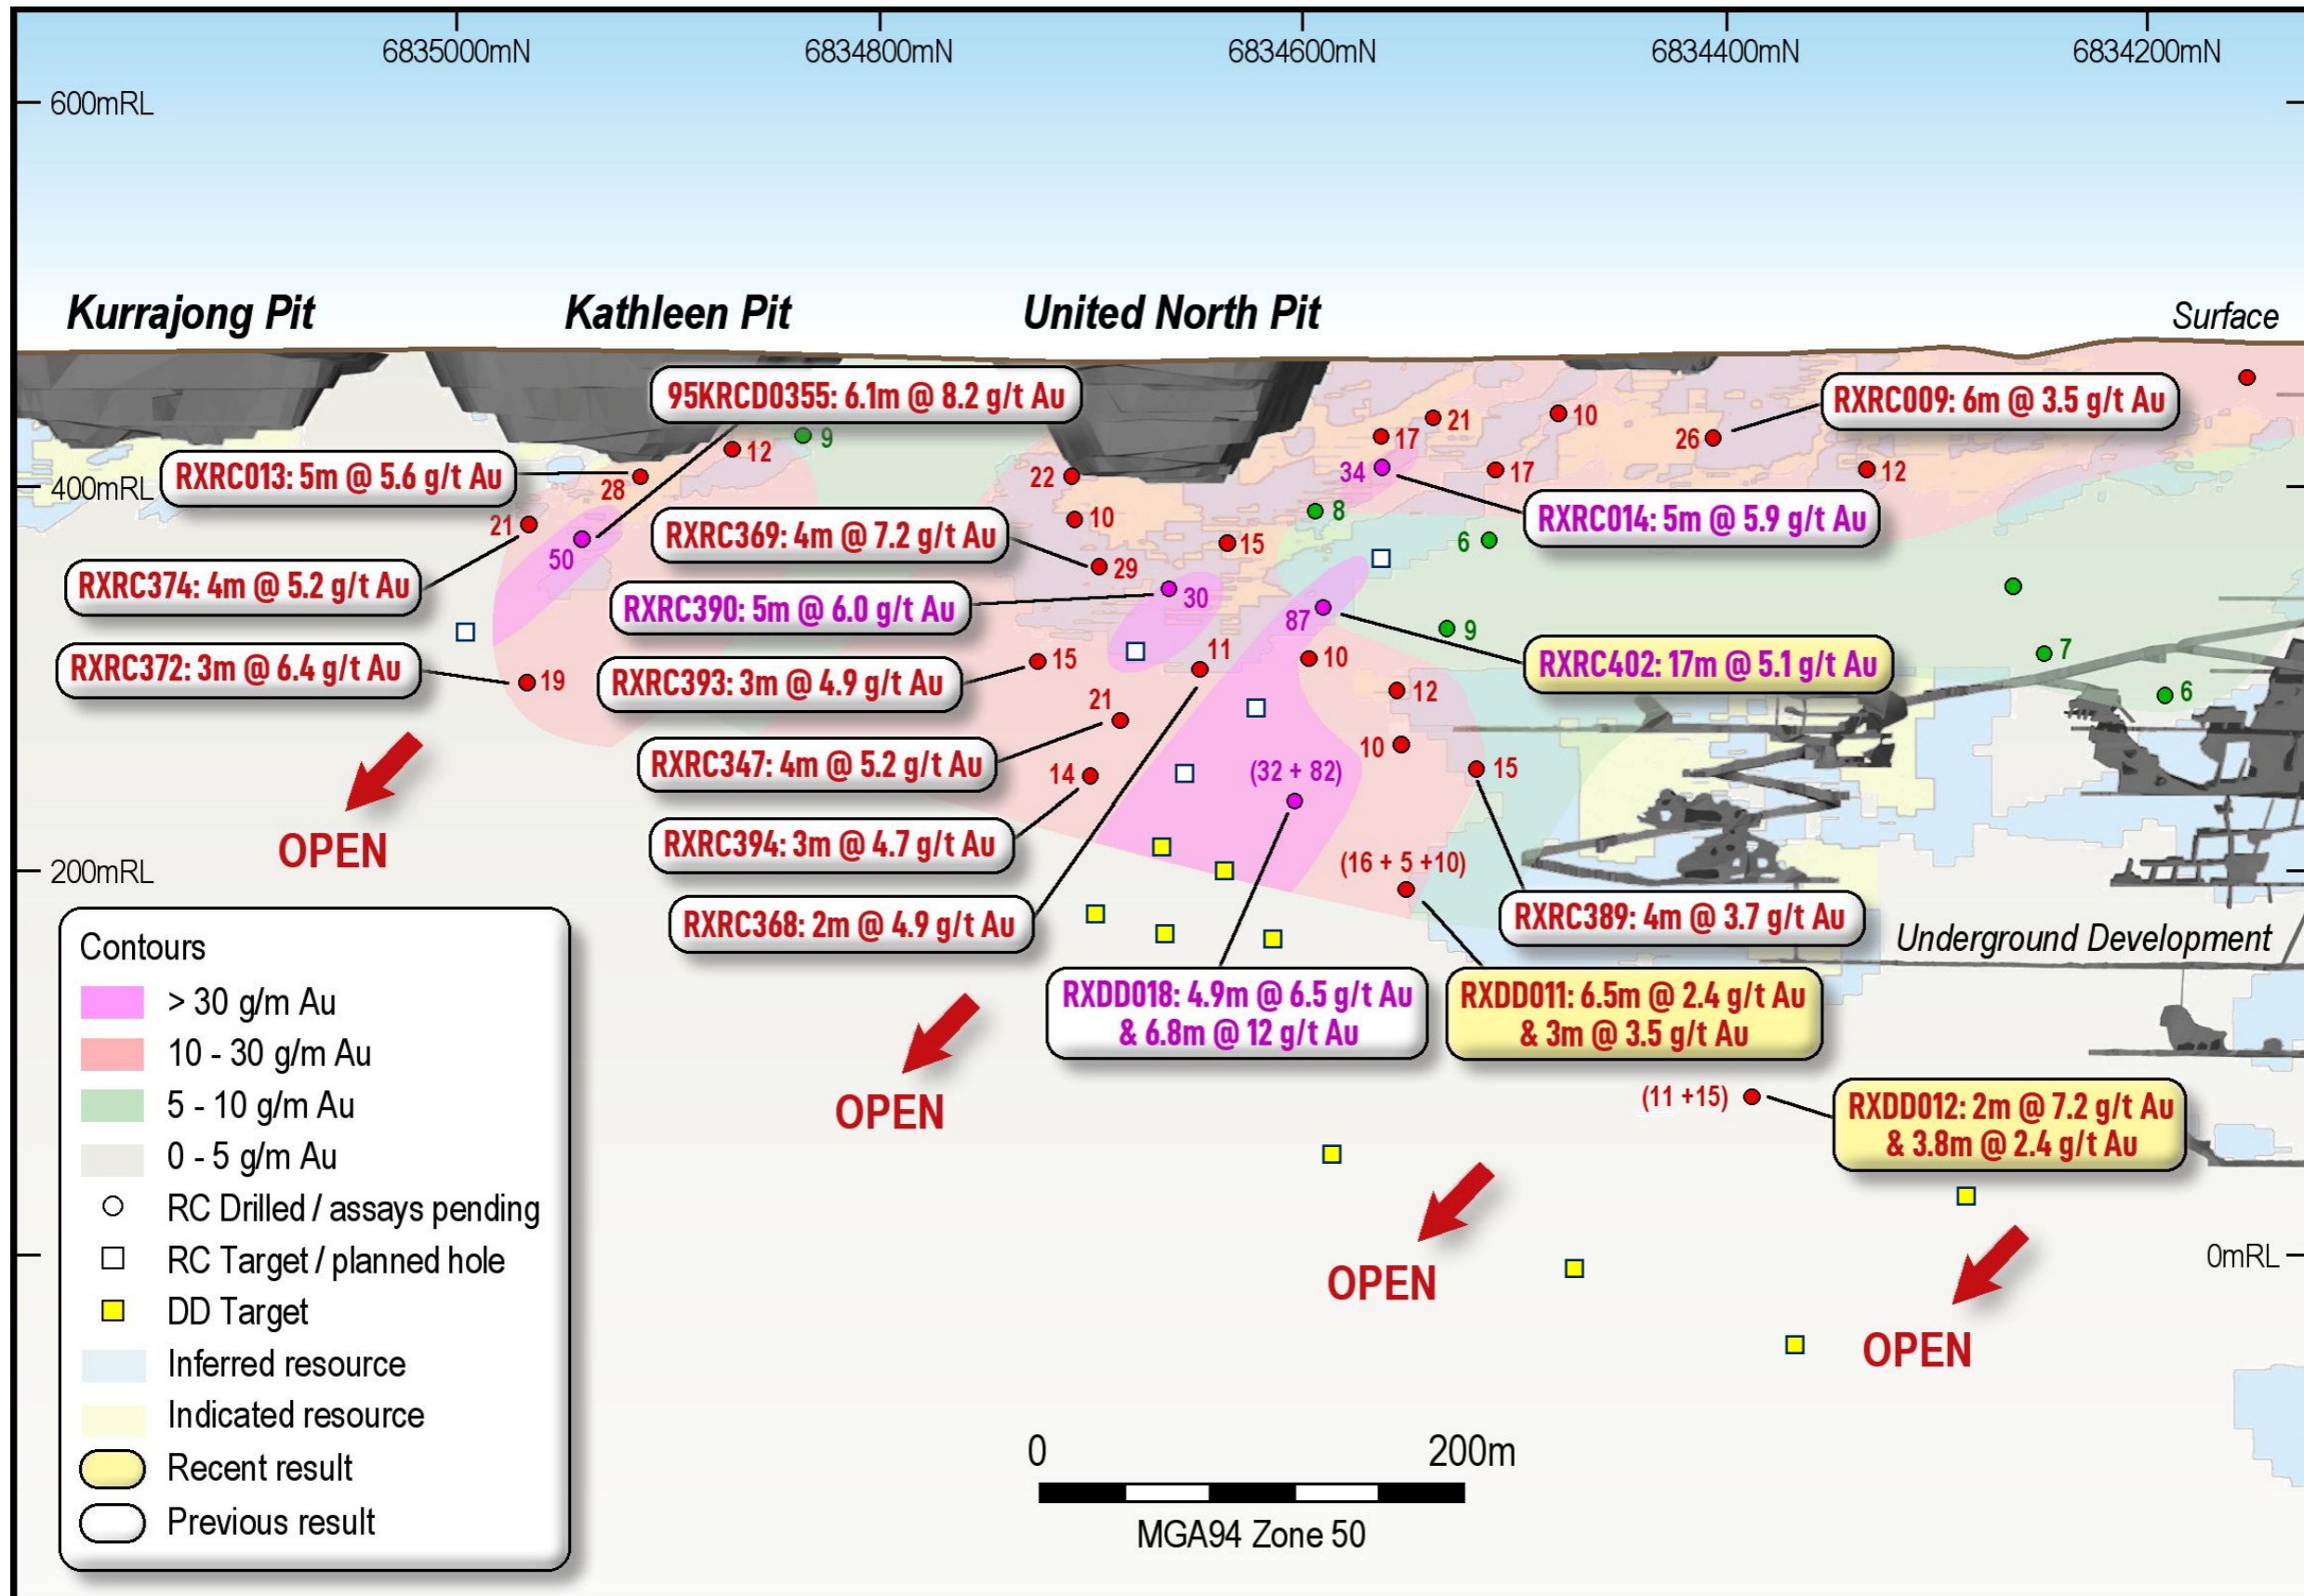 6835000mN
6834800mN
6834600mN
6834400mN
6834200mN
600mRL
Kurrajong Pit
Kathleen Pit
United North Pit
Surface
95KRCD0355: 6.1m @ 8.2 g/t Au
RXRC009: 6m @ 3.5 g/t Au
9
12
21
17
10
26
RXRC013: 5m @ 5.6 g/t Au
28
22
34
17
12
400mRL
21
10
8
RXRC014: 5m @ 5.9 g/t Au
50
RXRC369: 4m @ 7.2 g/t Au
15
6
29
RXRC374: 4m @ 5.2 g/t Au
RXRC390: 5m @ 6.0 g/t Au
30
87
9
7
RXRC372: 3m @ 6.4 g/t Au
19
RXRC393: 3m @ 4.9 g/t Au
15
11
10
RXRC402: 17m @ 5.1 g/t Au
12
6
21
RXRC347: 4m @ 5.2 g/t Au
14
(32 + 82)
10
15
OPEN
RXRC394: 3m @ 4.7 g/t Au
(16 + 5 +10)
200mRL
RXRC368: 2m @ 4.9 g/t Au
RXRC389: 4m @ 3.7 g/t Au
Underground Development
RXDD018: 4.9m @ 6.5 g/t Au
& 6.8m @ 12 g/t Au
RXDD011: 6.5m @ 2.4 g/t Au
& 3m @ 3.5 g/t Au
OPEN
(11 +15)
RXDD012: 2m @ 7.2 g/t Au
& 3.8m @ 2.4 g/t Au
0mRL
OPEN
OPEN
Contours
> 30 g/m Au
10 - 30 g/m Au
5 - 10 g/m Au
0 - 5 g/m Au
RC Drilled / assays pending
RC Target / planned hole
DD Target
Inferred resource
Indicated resource
Recent result
Previous result
0
200m
MGA94 Zone 50